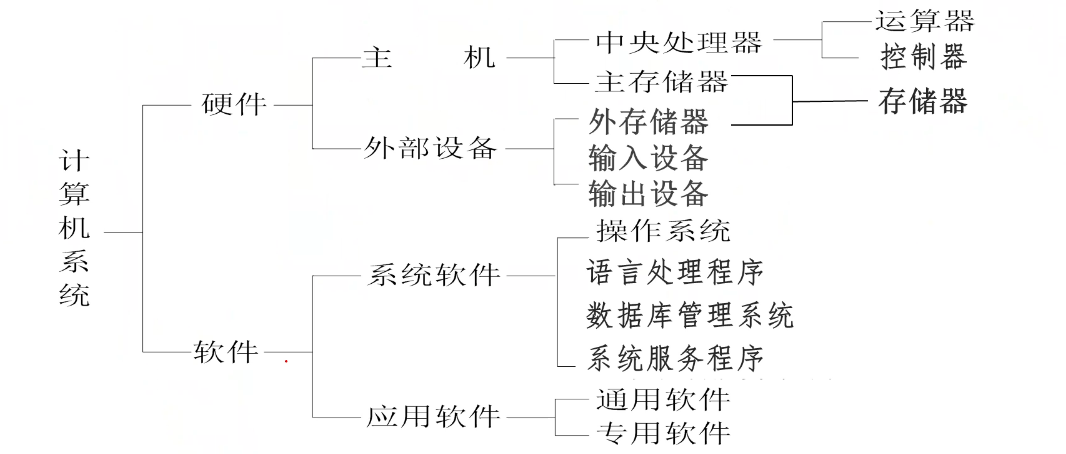 计算机系统
硬件
主 机
中央处理器
运算器
控制器
主存储器
存储器
外部设备
外存储器
输入设备
输出设备
软件
系统软件
操作系统
语言处理程序
数据库管理系统
系统服务程序
应用软件
通用软件
专用软件